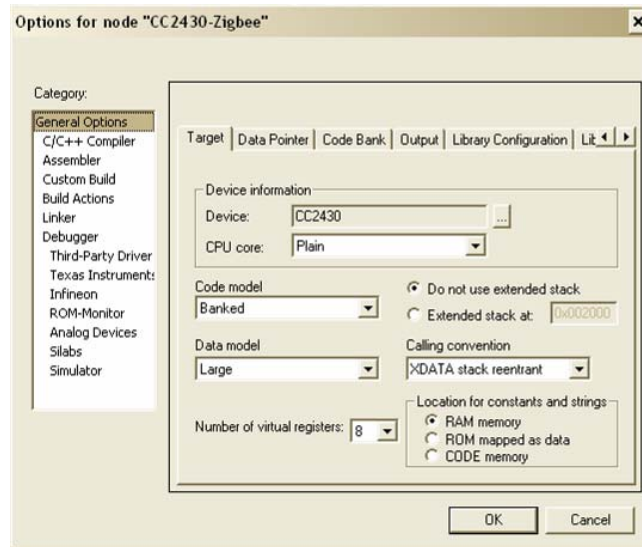 Options for node "CC2430-Zigbee"
Category:
General Options
C/C++ Compiler
Assembler
Custom Build
Build Actions
Linker
Debugger
Third-Party Driver
Texas Instruments
Infineon
ROM-Monitor
Analog Devices
Silabs
Simulator
Target
Data Pointer
Code Bank
Output
Library Configuration
Lit
Device information
Device:
CC2430
...
CPU core:
Plain
Code model
Banked
Do not use extended stack
Extended stack at:
0x002000
Data model
Large
Calling convention
XDATA stack reentrant
Number of virtual registers:
8
Location for constants and strings
RAM memory
ROM mapped as data
CODE memory
OK
Cancel